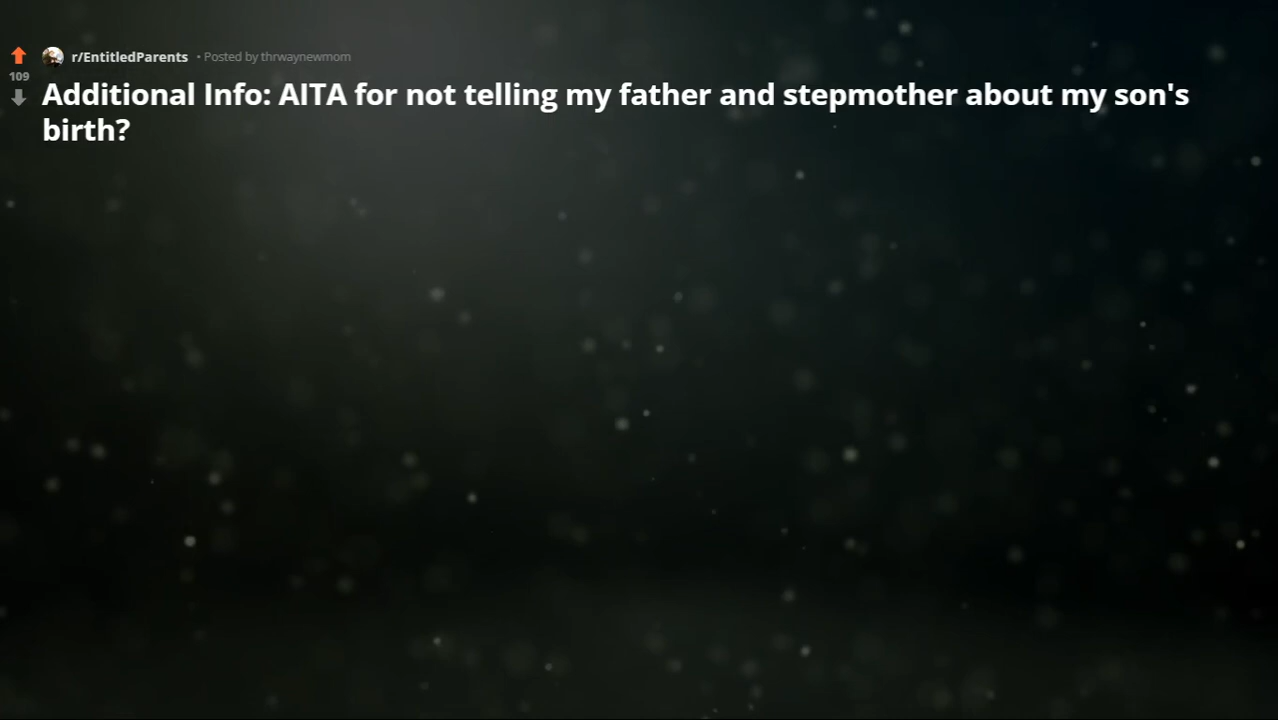 r/EntitledParents • Posted by thrwaynewmom
109
Additional Info: AITA for not telling my father and stepmother about my son's
birth?